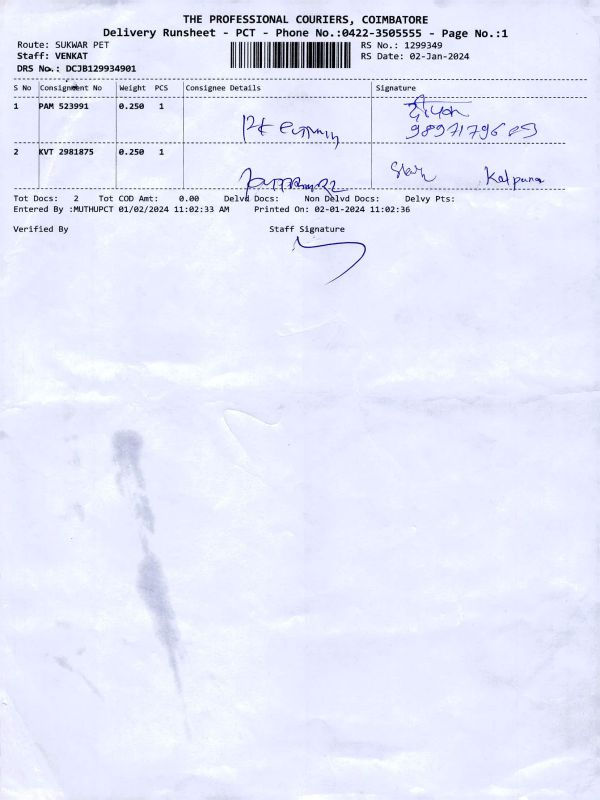 THE PROFESSIONAL COURIERS, COIMBATORE
Delivery Runsheet - PCT - Phone No.:0422-3505555 - Page No.:1
Route: SUKWAR PET
RS No.: 1299349
Staff: VENKAT
RS Date: 02-Jan-2024
DRS No.: DCJB129934901
S No Consignment No Weight PCS Consignee Details Signature
1 PAM 523991 0.250 1
2 KVT 2981875 0.250 1
Kalpana
Tot Docs: 2 Tot COD Amt: 0.00 Delvd Docs: Non Delvd Docs: Delvy Pts:
Entered By :MUTHUPCT 01/02/2024 11:02:33 AM Printed On: 02-01-2024 11:02:36
Verified By Staff Signature